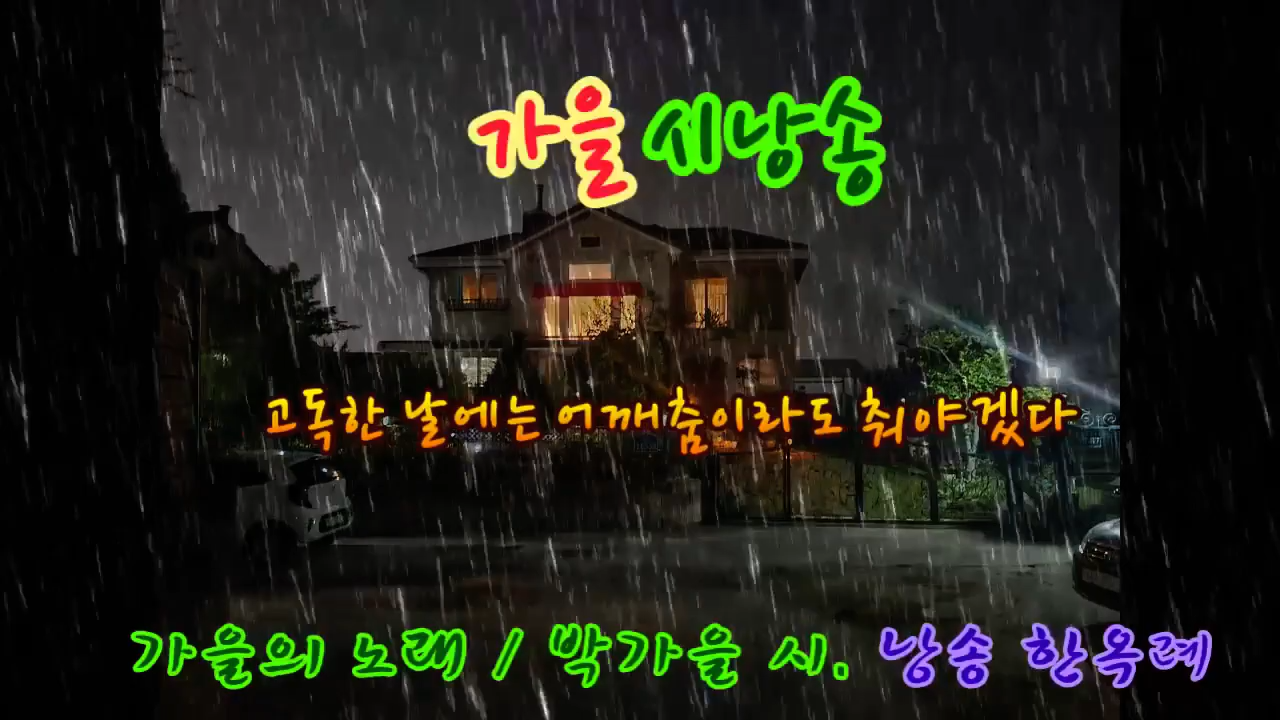 가을 시낭송
고독한 날에는 어깨춤이라도 춰야겠다
가을의 노래 / 박가을 시. 낭송 한옥례